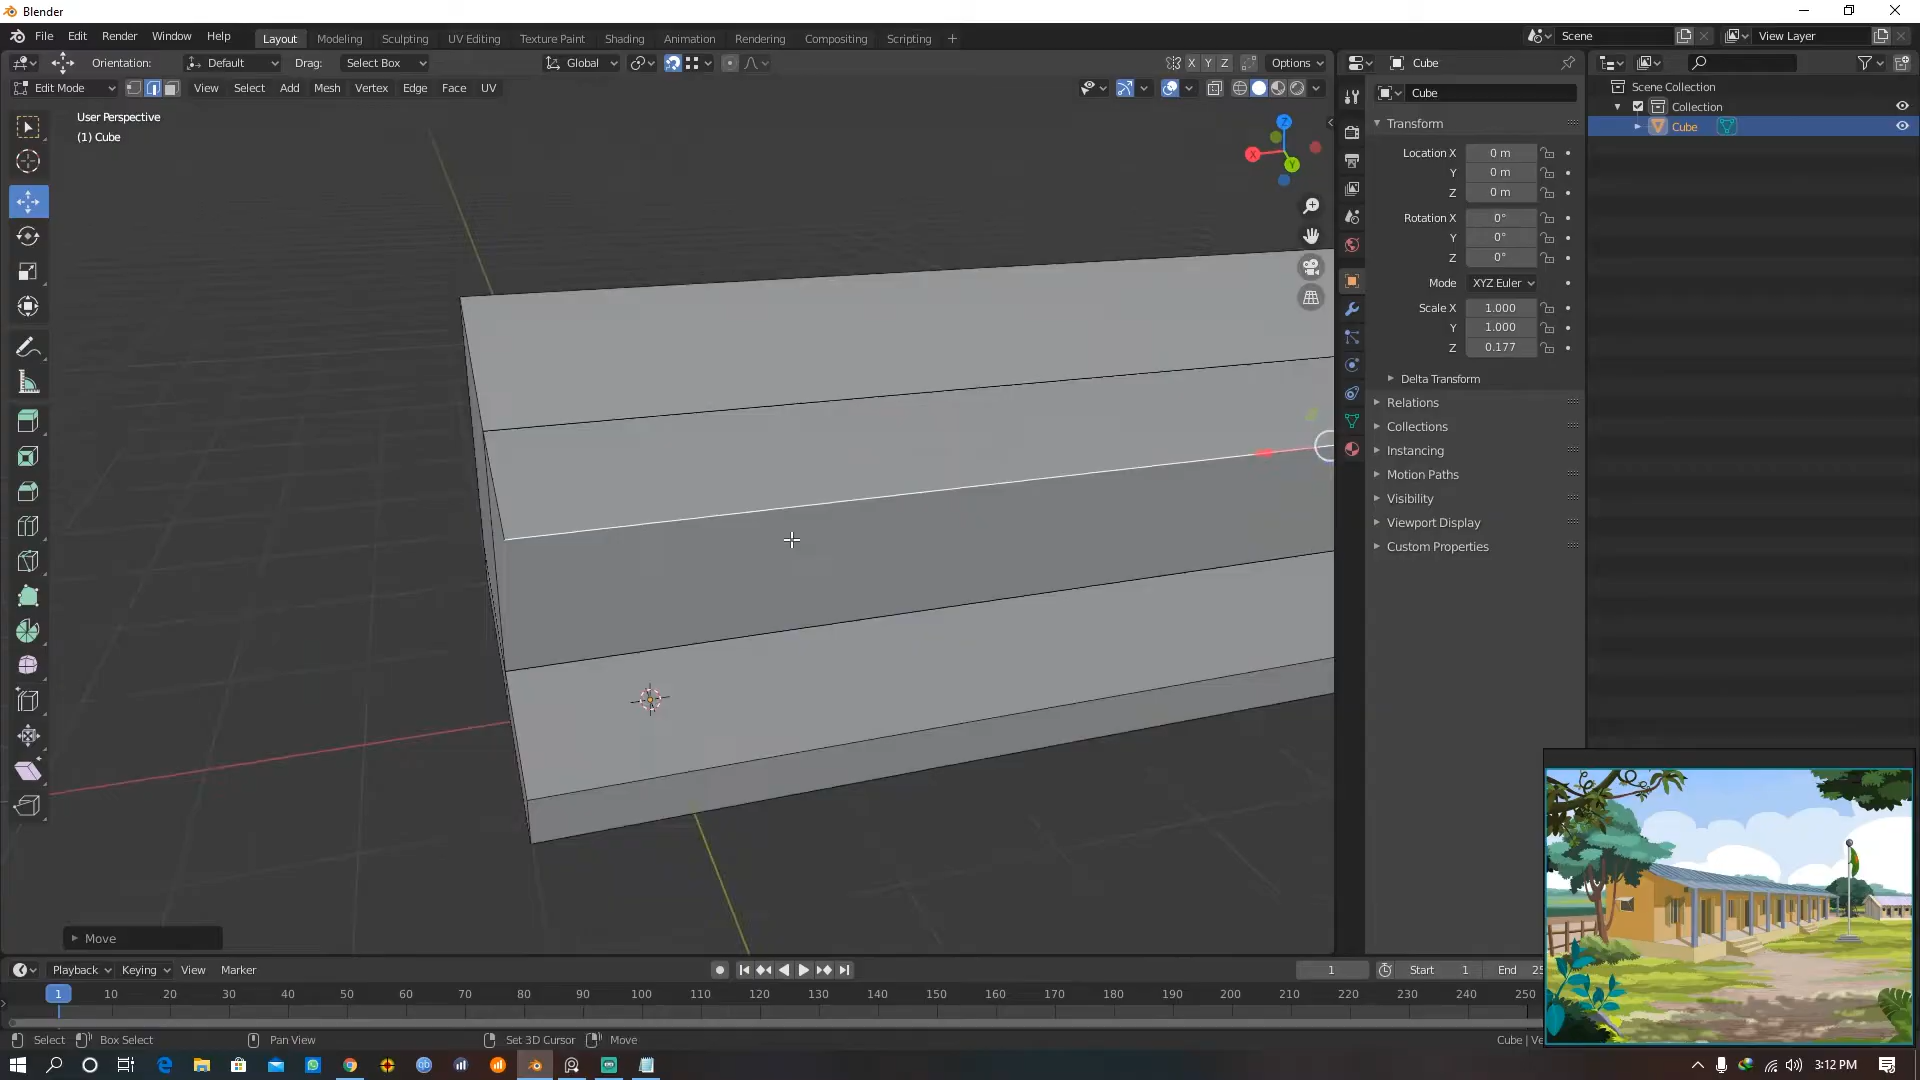 Blender
File Edit Render Window Help
Layout Modeling Sculpting UV Editing Texture Paint Shading Animation Rendering Compositing Scripting +
Scene View Layer
Orientation: Default Drag: Select Box Global X Y Z Options
Cube
Edit Mode View Select Add Mesh Vertex Edge Face UV
Cube
Scene Collection
Collection
Cube
User Perspective
(1) Cube
Z
X
Y
Transform
Location X 0 m
Y 0 m
Z 0 m
Rotation X 0°
Y 0°
Z 0°
Mode XYZ Euler
Scale X 1.000
Y 1.000
Z 0.177
Delta Transform
Relations
Collections
Instancing
Motion Paths
Visibility
Viewport Display
Custom Properties
Move
Playback Keying View Marker
1 Start 1 End
1 10 20 30 40 50 60 70 80 90 100 110 120 130 140 150 160 170 180 190 200 210 220 230 240 250
Select Box Select Pan View Set 3D Cursor Move
Cube |
3:12 PM